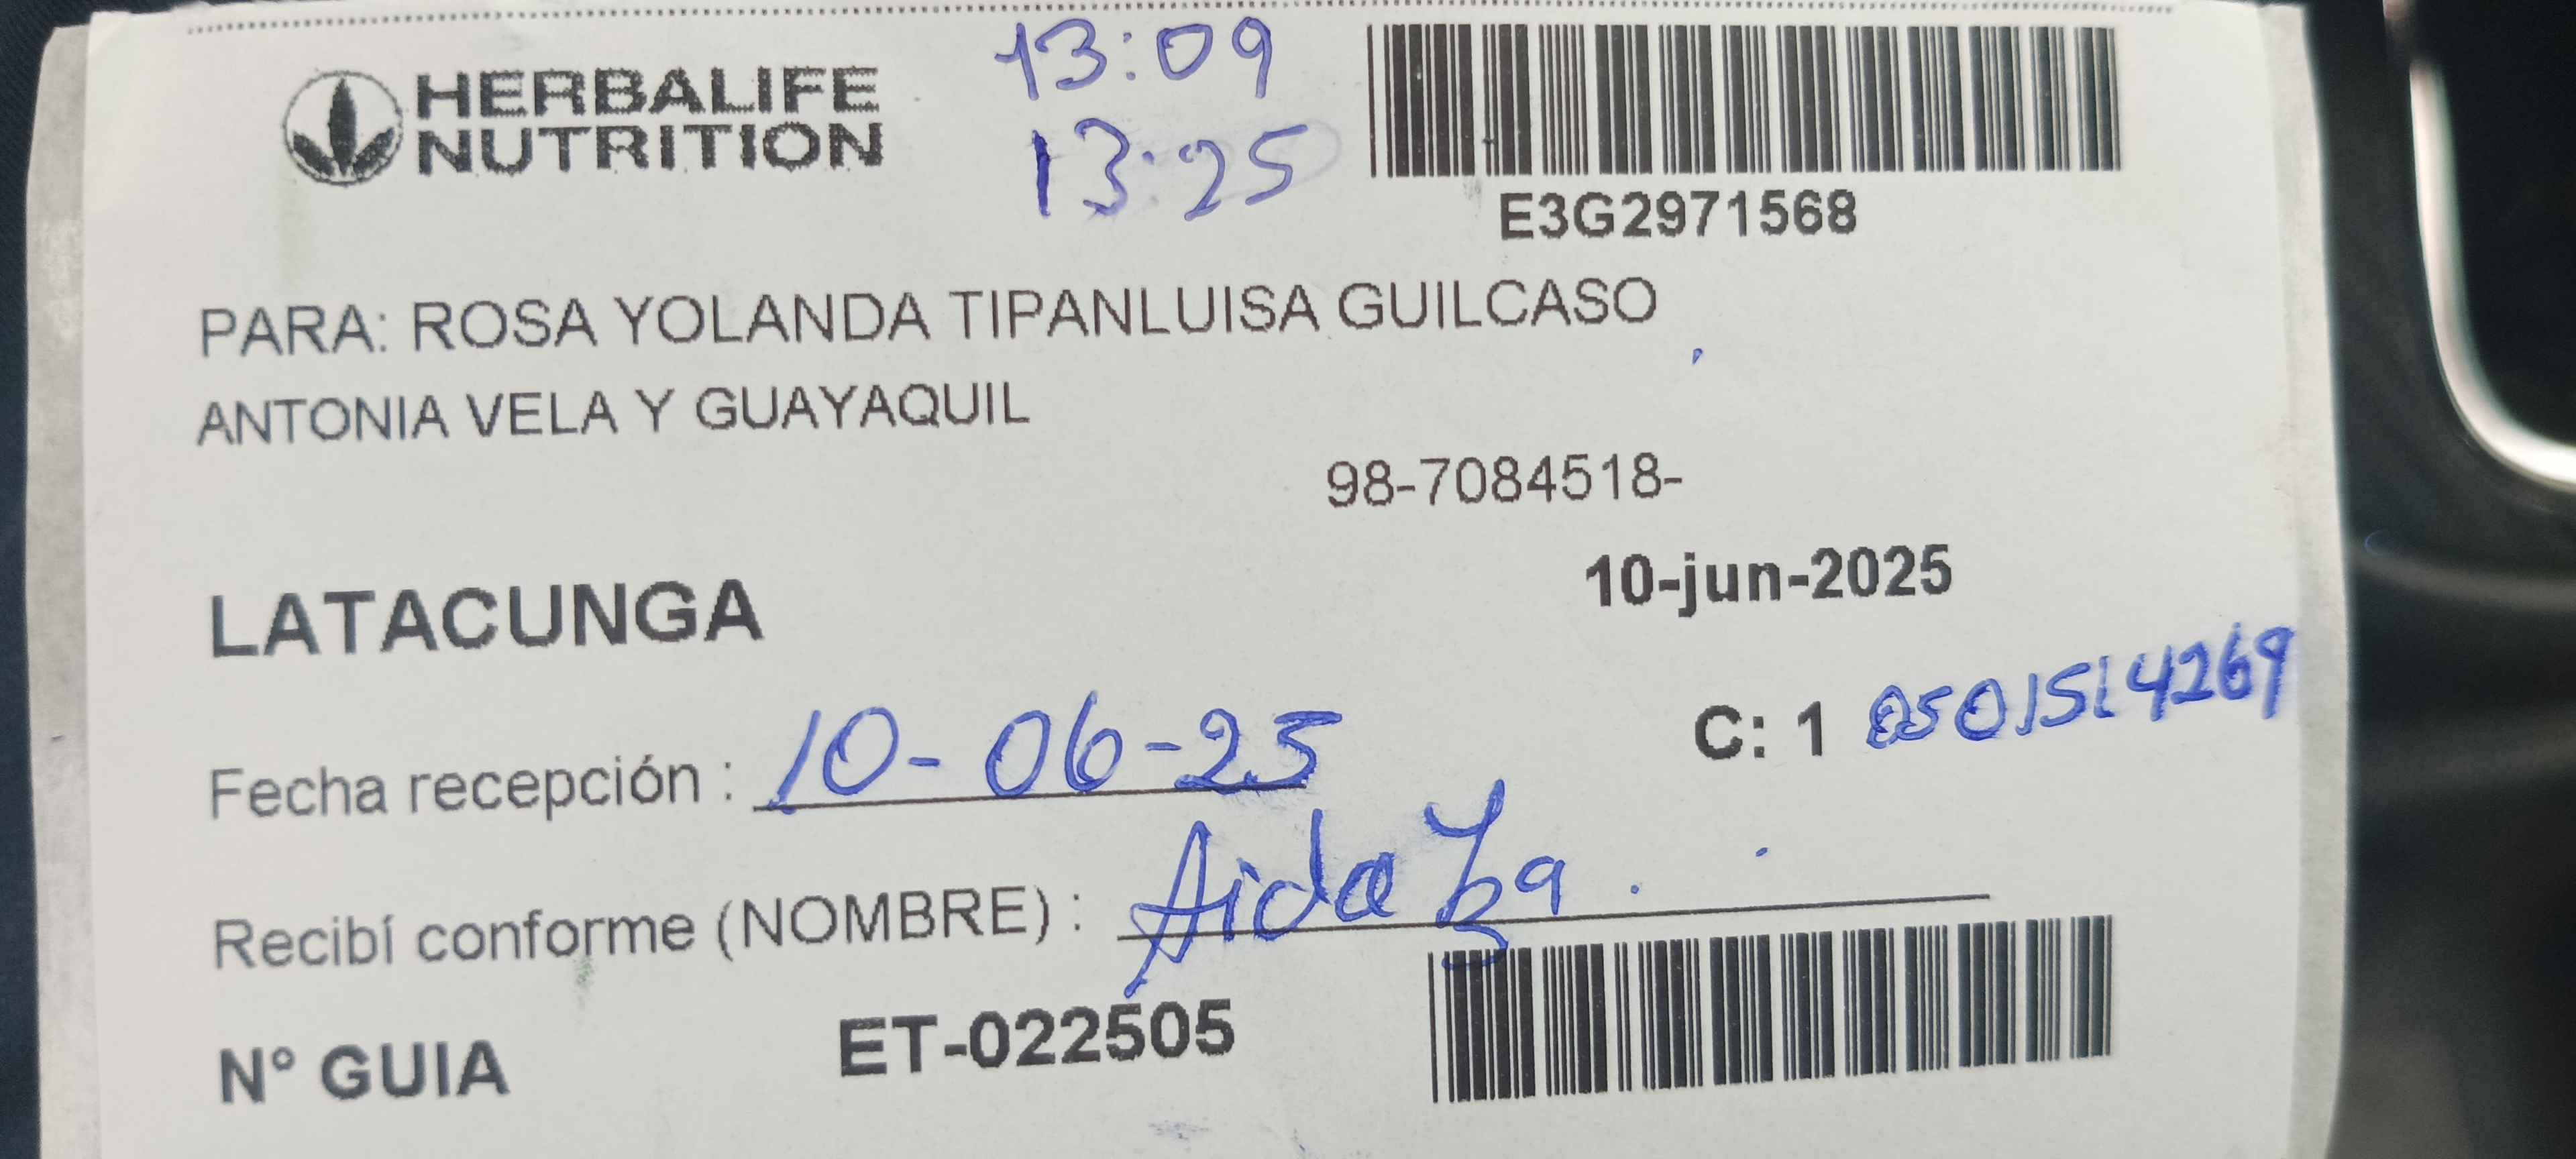 HERBALIFE
NUTRITION
13:09
13:25
E3G2971568
PARA: ROSA YOLANDA TIPANLUISA GUILCASO
ANTONIA VELA Y GUAYAQUIL
98-7084518-
10-jun-2025
LATACUNGA
C: 1 0501514269
Fecha recepción : 10-06-25
Recibí conforme (NOMBRE) : Aida
N° GUIA ET-022505